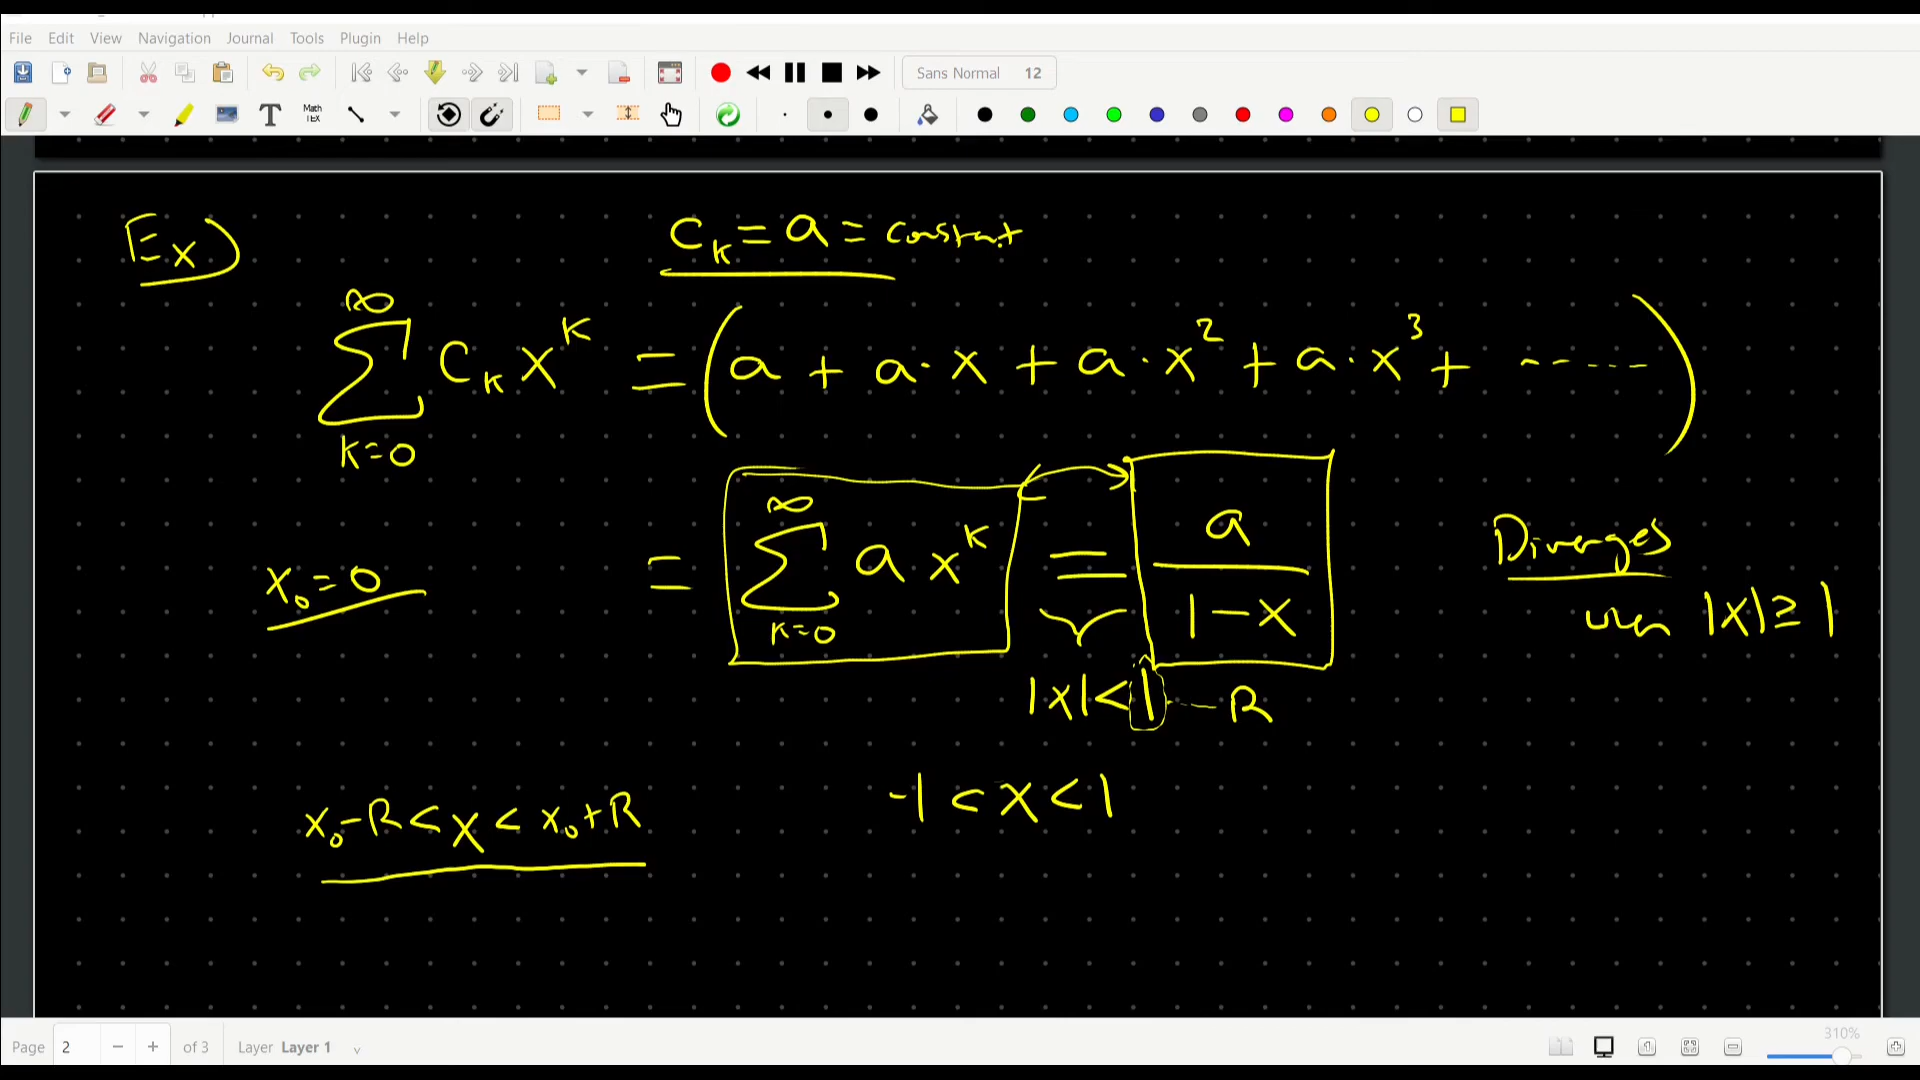 File Edit View Navigation Journal Tools Plugin Help
Sans Normal 12
T Math TEX
Ex) C_k = a = constant
∞
∑ C_k x^k = (a + a·x + a·x² + a·x³ + -----)
k=0
∞
x₀ = 0 = ∑ a x^k = a / (1-x) Diverges
k=0
when |x| ≥ 1
|x| < 1 --- R
x₀-R < x < x₀+R -1 < x < 1
310%
Page 2 − + of 3 Layer Layer 1